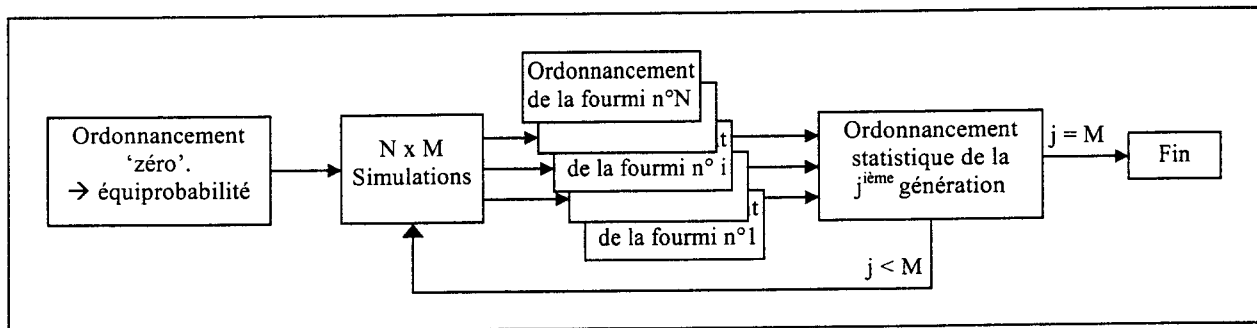 Ordonnancement
‘zéro’.
→ équiprobabilité
N x M
Simulations
Ordonnancement
de la fourmi n°N
t
de la fourmi n° i
t
de la fourmi n°1
Ordonnancement
statistique de la
jième génération
j = M
Fin
j < M